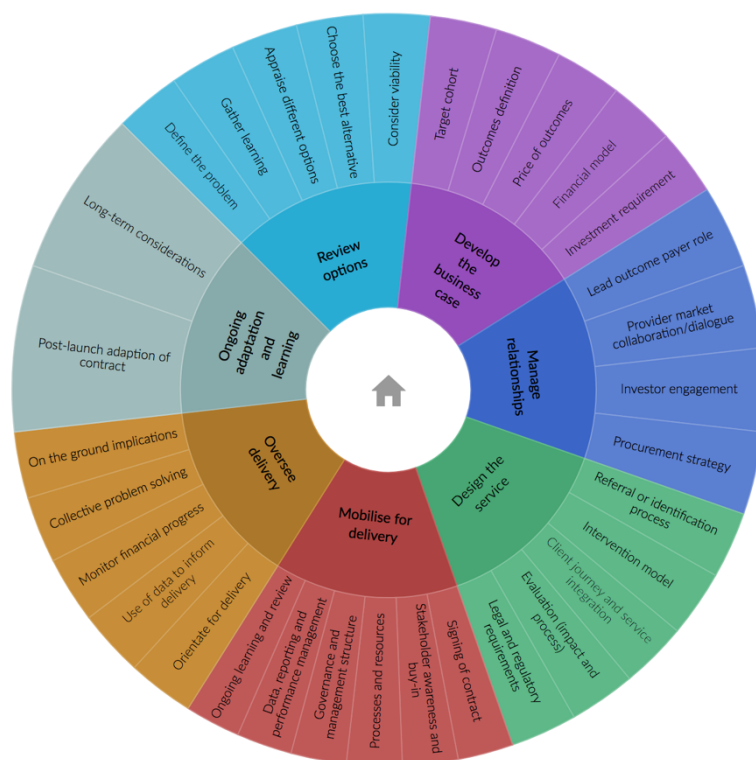 Review
options
Define the problem
Gather learning
Appraise different options
Choose the best alternative
Consider viability
Develop
the
business
case
Target cohort
Outcomes definition
Price of outcomes
Financial model
Investment requirement
Manage
relationships
Lead outcome payer role
Provider market
collaboration/dialogue
Investor engagement
Procurement strategy
Design the
service
Referral or identification
process
Intervention model
Client journey and service
integration
Evaluation (impact and
process)
Legal and regulatory
requirements
Mobilise for
delivery
Signing of contract
Stakeholder awareness and
buy-in
Processes and resources
Governance and
management structure
Data, reporting and
performance management
Ongoing learning and review
Oversee
delivery
Orientate for delivery
Use of data to inform
delivery
Monitor financial progress
Collective problem solving
On the ground implications
Ongoing
adaptation
and
learning
Post-launch adaption of
contract
Long-term considerations